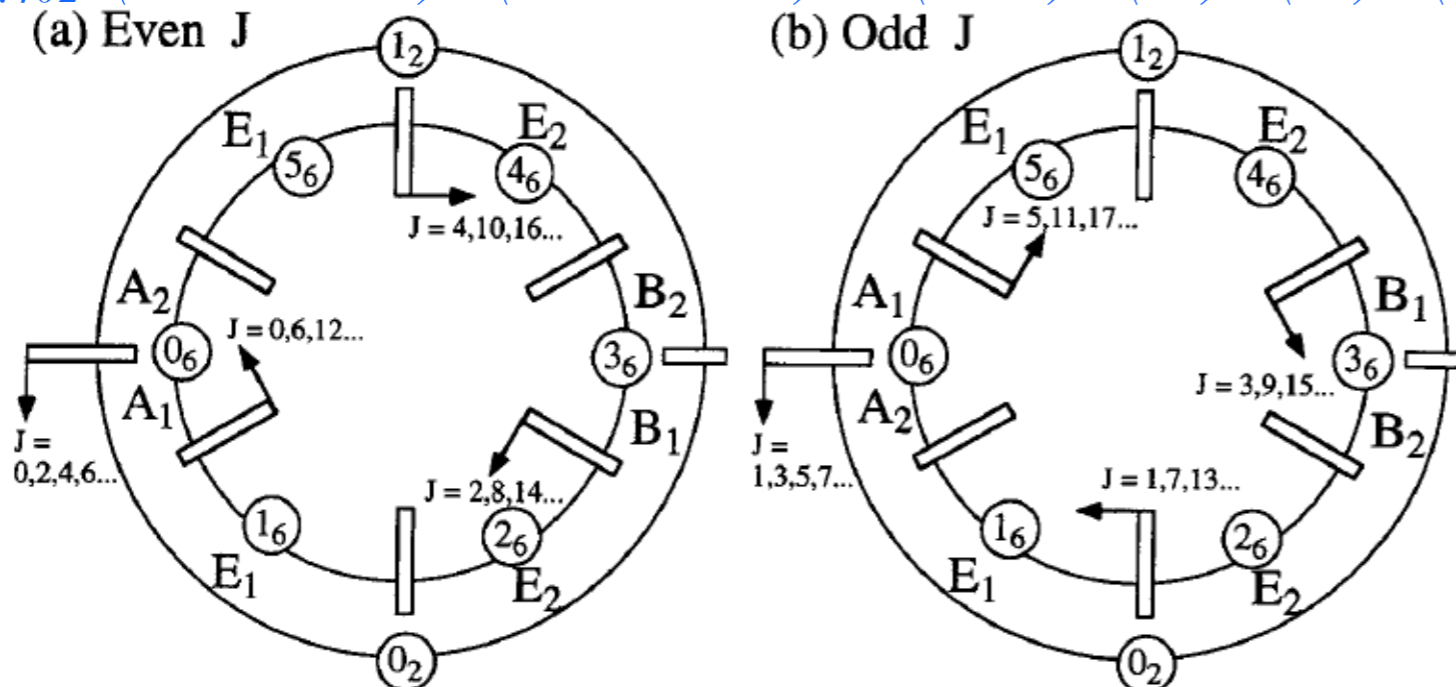 (a) Even J
1₂
E₁
E₂
5₆
4₆
J = 4,10,16...
A₂
B₂
J = 0,6,12...
0₆
3₆
A₁
B₁
J =
0,2,4,6...
J = 2,8,14...
1₆
2₆
E₁
E₂
0₂
(b) Odd J
1₂
E₁
E₂
5₆
4₆
J = 5,11,17...
A₁
B₁
0₆
3₆
J = 3,9,15...
A₂
B₂
J =
1,3,5,7...
J = 1,7,13...
1₆
2₆
E₁
E₂
0₂